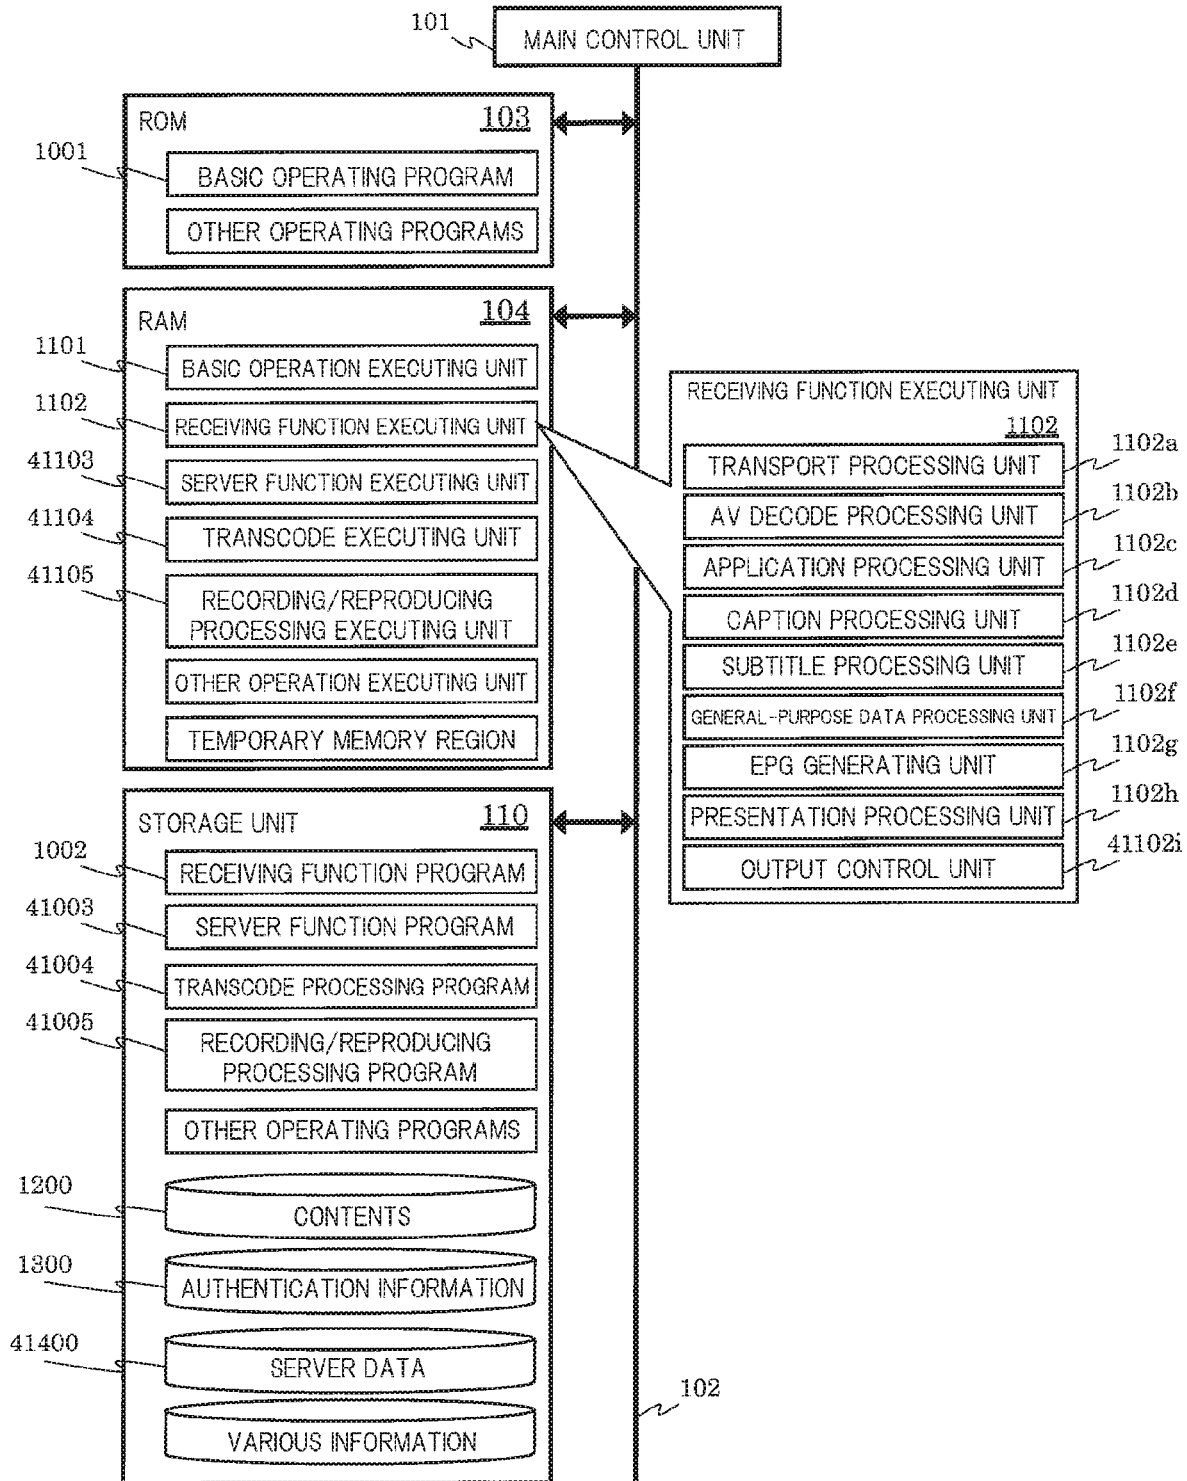 101
MAIN CONTROL UNIT
ROM
103
1001
BASIC OPERATING PROGRAM
OTHER OPERATING PROGRAMS
RAM
104
1101
BASIC OPERATION EXECUTING UNIT
1102
RECEIVING FUNCTION EXECUTING UNIT
41103
SERVER FUNCTION EXECUTING UNIT
41104
TRANSCODE EXECUTING UNIT
41105
RECORDING/REPRODUCING
PROCESSING EXECUTING UNIT
OTHER OPERATION EXECUTING UNIT
TEMPORARY MEMORY REGION
RECEIVING FUNCTION EXECUTING UNIT
1102
TRANSPORT PROCESSING UNIT
1102a
AV DECODE PROCESSING UNIT
1102b
APPLICATION PROCESSING UNIT
1102c
CAPTION PROCESSING UNIT
1102d
SUBTITLE PROCESSING UNIT
1102e
GENERAL-PURPOSE DATA PROCESSING UNIT
1102f
EPG GENERATING UNIT
1102g
PRESENTATION PROCESSING UNIT
1102h
OUTPUT CONTROL UNIT
41102i
STORAGE UNIT
110
1002
RECEIVING FUNCTION PROGRAM
41003
SERVER FUNCTION PROGRAM
41004
TRANSCODE PROCESSING PROGRAM
41005
RECORDING/REPRODUCING
PROCESSING PROGRAM
OTHER OPERATING PROGRAMS
1200
CONTENTS
1300
AUTHENTICATION INFORMATION
41400
SERVER DATA
VARIOUS INFORMATION
102